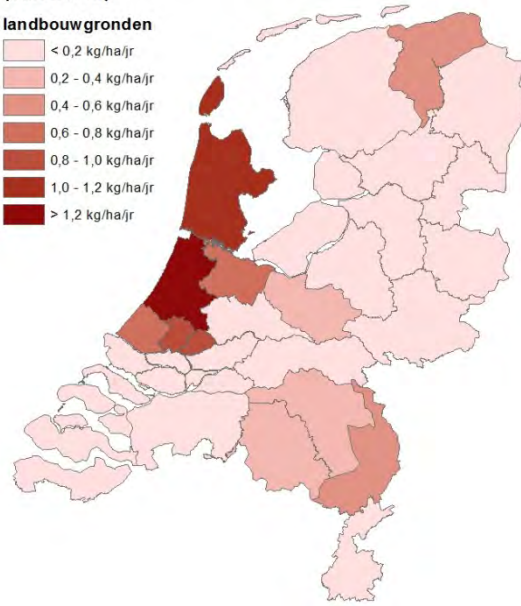 landbouwgronden
< 0,2 kg/ha/jr
0,2 - 0,4 kg/ha/jr
0,4 - 0,6 kg/ha/jr
0,6 - 0,8 kg/ha/jr
0,8 - 1,0 kg/ha/jr
1,0 - 1,2 kg/ha/jr
> 1,2 kg/ha/jr